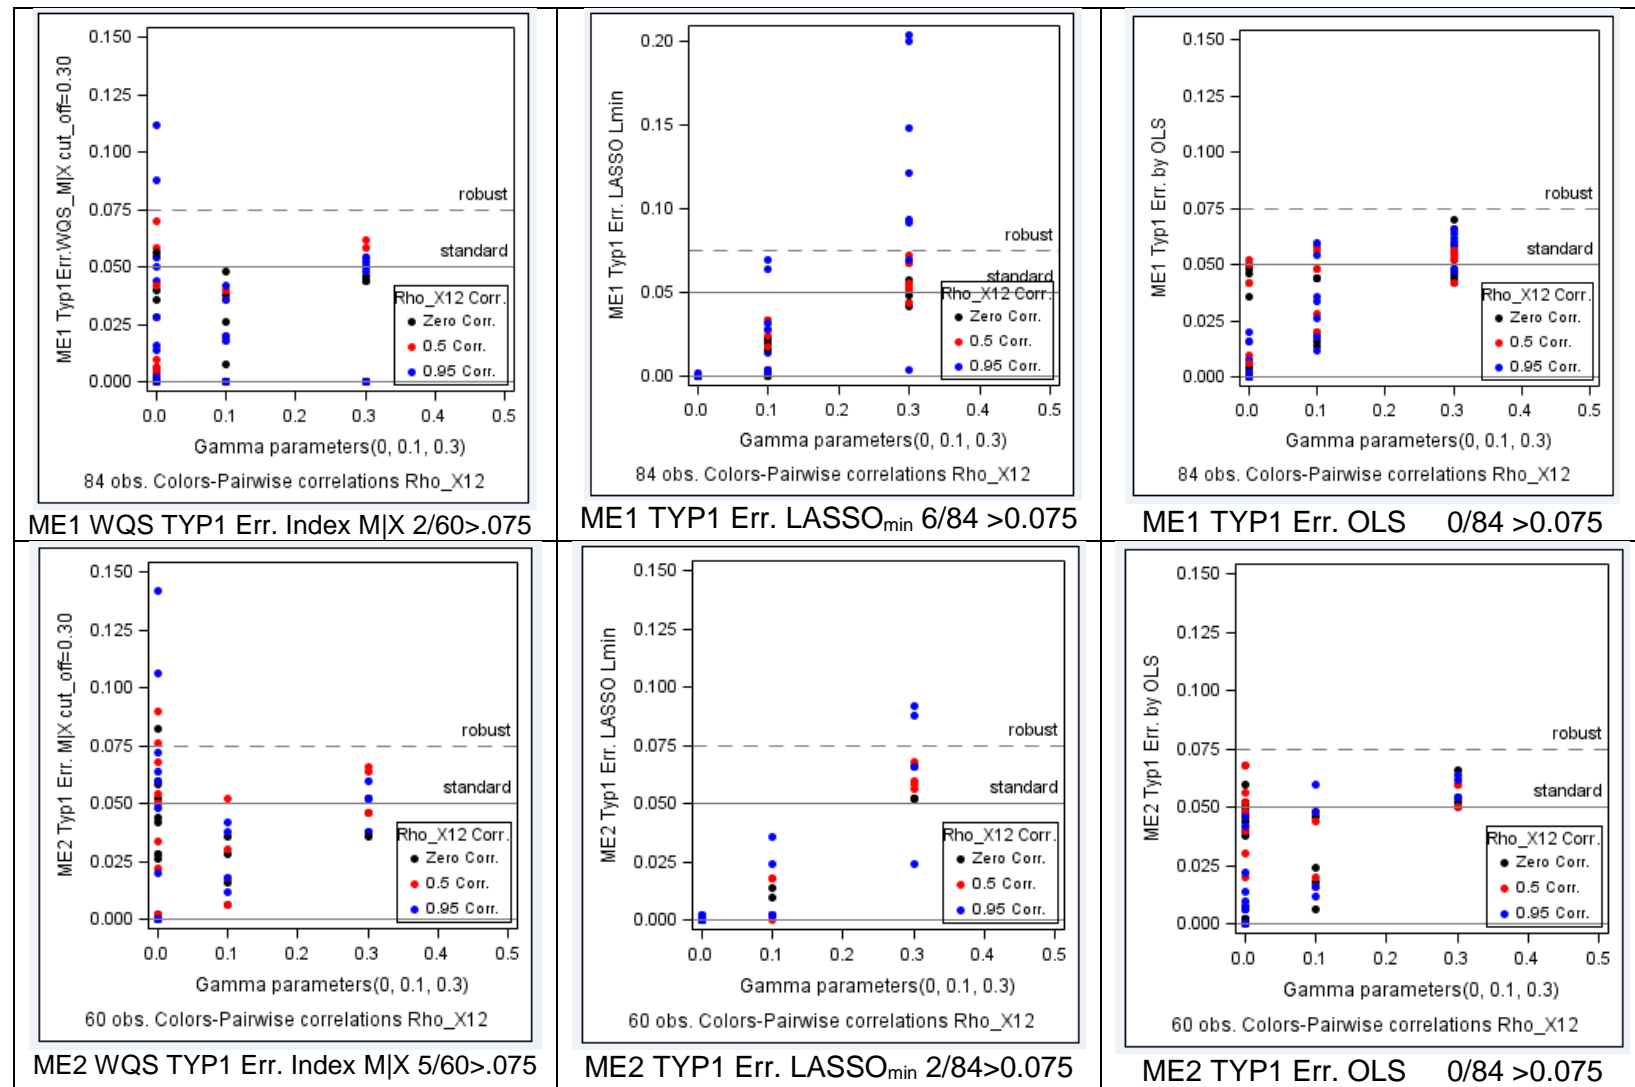 ME1 Typ1Err.WQS_M|X cut_off=0.30
0.150
0.125
0.100
0.075
0.050
0.025
0.000
robust
standard
Rho_X12 Corr.
Zero Corr.
0.5 Corr.
0.95 Corr.
0.0 0.1 0.2 0.3 0.4 0.5
Gamma parameters(0, 0.1, 0.3)
84 obs. Colors-Pairwise correlations Rho_X12
ME1 WQS TYP1 Err. Index M|X 2/60>.075
ME1 Typ1 Err. LASSO Lmin
0.20
0.15
0.10
0.05
0.00
robust
standard
Rho_X12 Corr.
Zero Corr.
0.5 Corr.
0.95 Corr.
0.0 0.1 0.2 0.3 0.4 0.5
Gamma parameters(0, 0.1, 0.3)
84 obs. Colors-Pairwise correlations Rho_X12
ME1 TYP1 Err. LASSOmin 6/84 >0.075
ME1 Typ1 Err. by OLS
0.150
0.125
0.100
0.075
0.050
0.025
0.000
robust
standard
Rho_X12 Corr.
Zero Corr.
0.5 Corr.
0.95 Corr.
0.0 0.1 0.2 0.3 0.4 0.5
Gamma parameters(0, 0.1, 0.3)
84 obs. Colors-Pairwise correlations Rho_X12
ME1 TYP1 Err. OLS 0/84 >0.075
ME2 Typ1 Err. M|X cut_off=0.30
0.150
0.125
0.100
0.075
0.050
0.025
0.000
robust
standard
Rho_X12 Corr.
Zero Corr.
0.5 Corr.
0.95 Corr.
0.0 0.1 0.2 0.3 0.4 0.5
Gamma parameters(0, 0.1, 0.3)
60 obs. Colors-Pairwise correlations Rho_X12
ME2 WQS TYP1 Err. Index M|X 5/60>.075
ME2 Typ1 Err. LASSO Lmin
0.150
0.125
0.100
0.075
0.050
0.025
0.000
robust
standard
Rho_X12 Corr.
Zero Corr.
0.5 Corr.
0.95 Corr.
0.0 0.1 0.2 0.3 0.4 0.5
Gamma parameters(0, 0.1, 0.3)
60 obs. Colors-Pairwise correlations Rho_X12
ME2 TYP1 Err. LASSOmin 2/84>0.075
ME2 Typ1 Err. by OLS
0.150
0.125
0.100
0.075
0.050
0.025
0.000
robust
standard
Rho_X12 Corr.
Zero Corr.
0.5 Corr.
0.95 Corr.
0.0 0.1 0.2 0.3 0.4 0.5
Gamma parameters(0, 0.1, 0.3)
60 obs. Colors-Pairwise correlations Rho_X12
ME2 TYP1 Err. OLS 0/84 >0.075